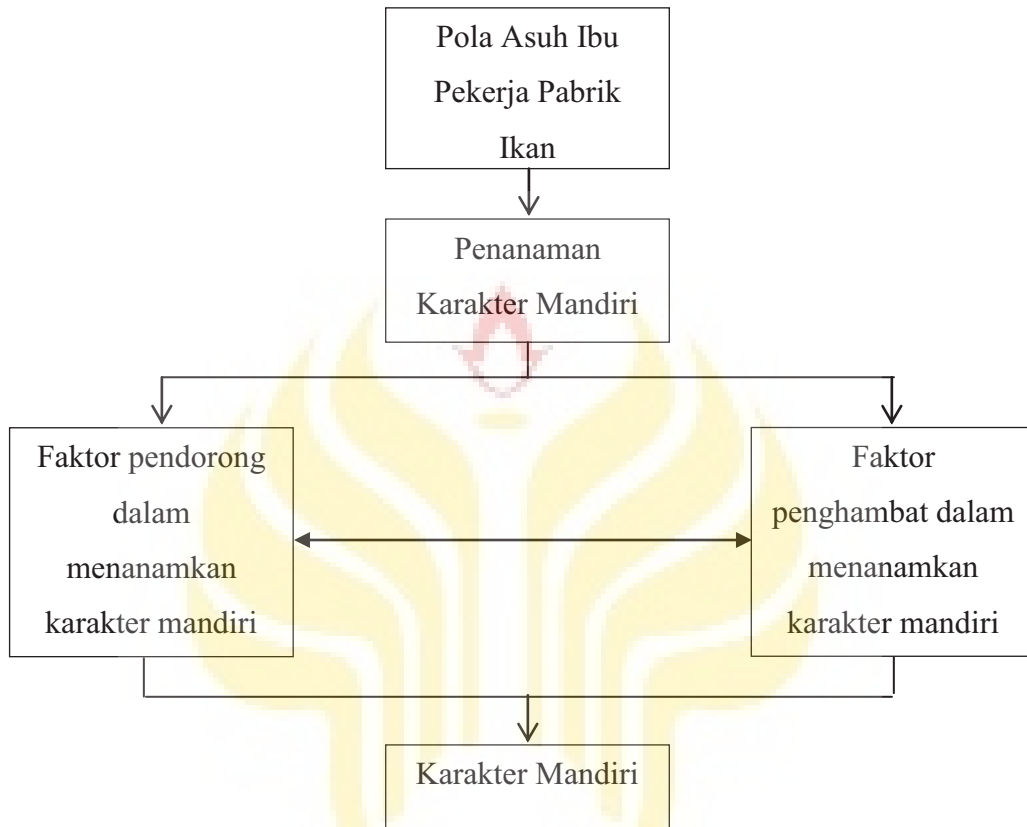 Pola Asuh Ibu
Pekerja Pabrik
Ikan
Penanaman
Karakter Mandiri
Faktor pendorong
dalam
menanamkan
karakter mandiri
Faktor
penghambat dalam
menanamkan
karakter mandiri
Karakter Mandiri